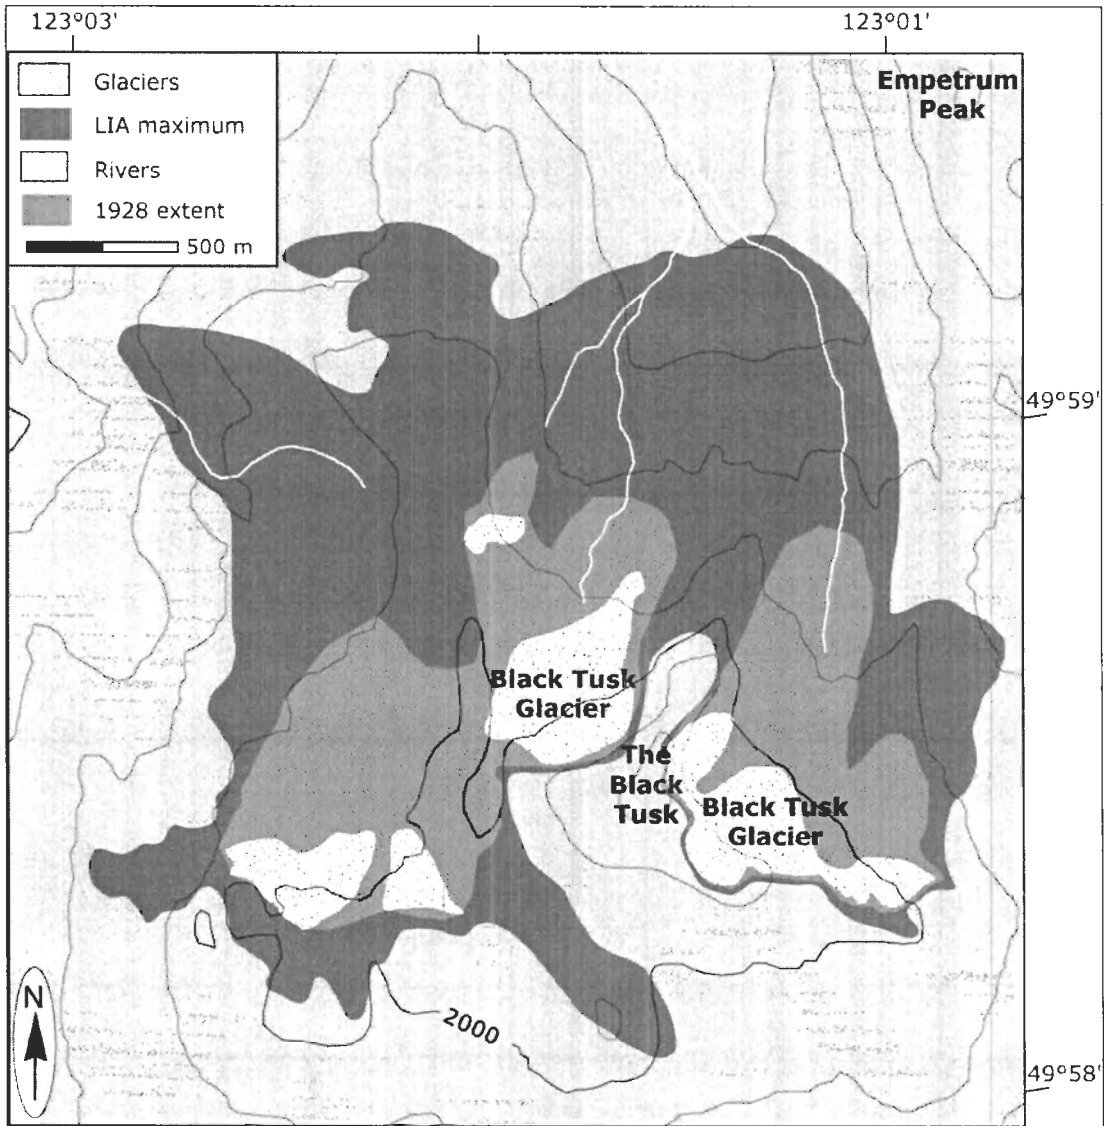 123°03'
123°01'
Glaciers
LIA maximum
Rivers
1928 extent
500 m
Empetrum
Peak
49°59'
Black Tusk
Glacier
The
Black
Tusk
Black Tusk
Glacier
2000
N
49°58'